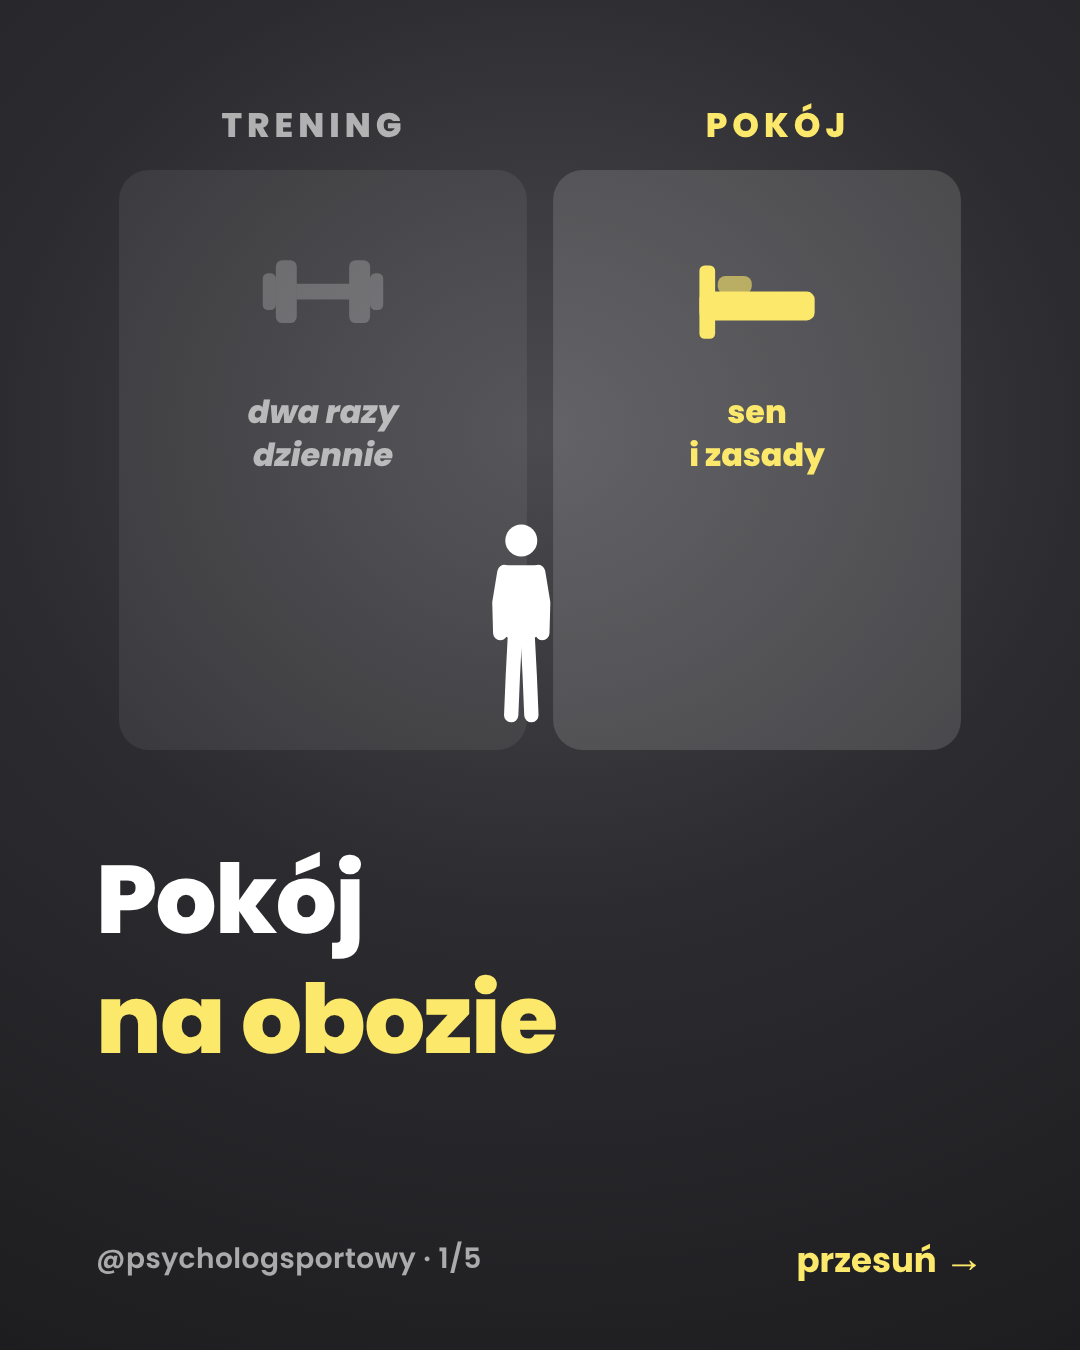 TRENING
POKÓJ
dwa razy
dziennie
sen
i zasady
Pokój
na obozie
@psychologsportowy · 1/5
przesuń →